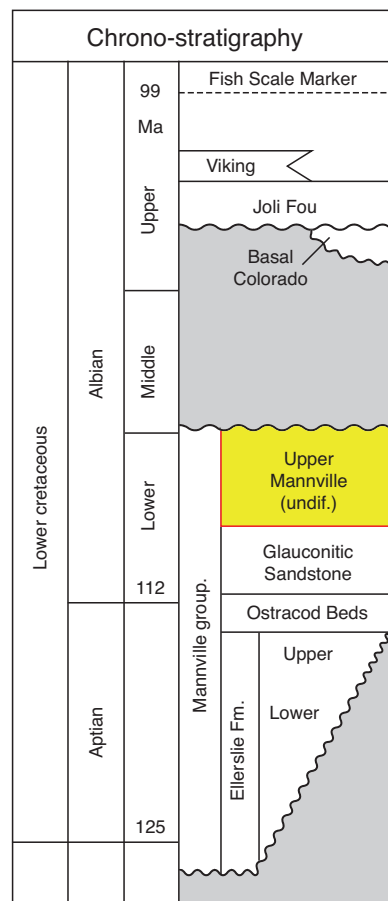 Chrono-stratigraphy
Lower cretaceous
Albian
Aptian
99
Ma
Upper
Middle
Lower
112
125
Fish Scale Marker
Viking
Joli Fou
Basal
Colorado
Mannville group.
Upper
Mannville
(undif.)
Glauconitic
Sandstone
Ostracod Beds
Ellerslie Fm.
Upper
Lower